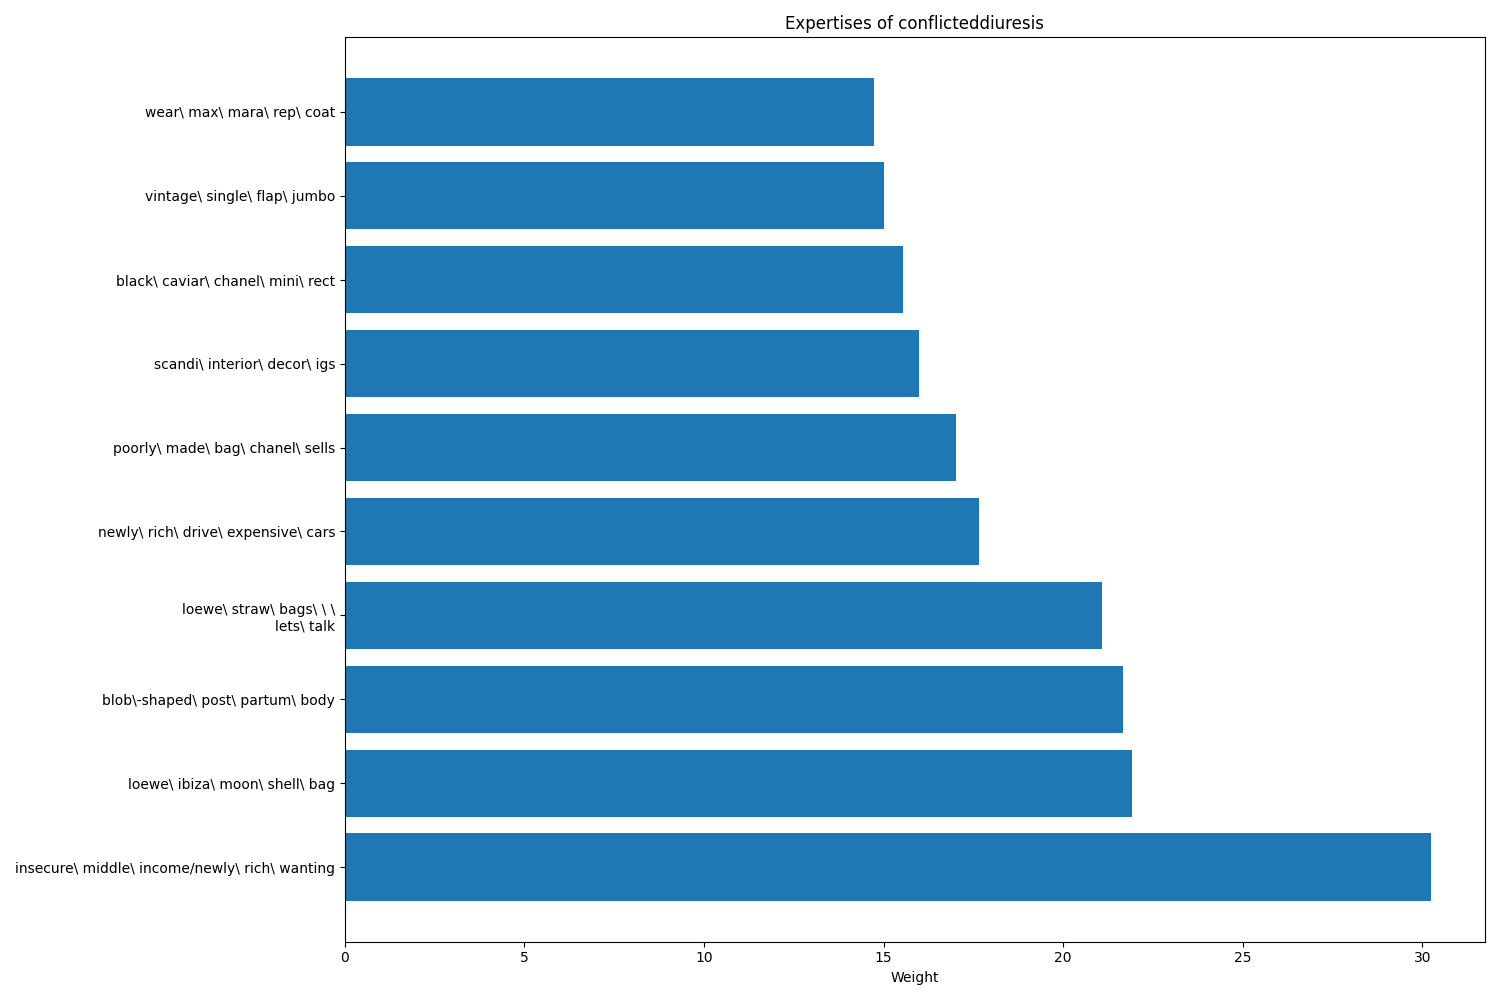 Expertises of conflicteddiuresis
wear\ max\ mara\ rep\ coat
vintage\ single\ flap\ jumbo
black\ caviar\ chanel\ mini\ rect
scandi\ interior\ decor\ igs
poorly\ made\ bag\ chanel\ sells
newly\ rich\ drive\ expensive\ cars
loewe\ straw\ bags\ \ \
lets\ talk
blob\-shaped\ post\ partum\ body
loewe\ ibiza\ moon\ shell\ bag
insecure\ middle\ income/newly\ rich\ wanting
0 5 10 15 20 25 30
Weight